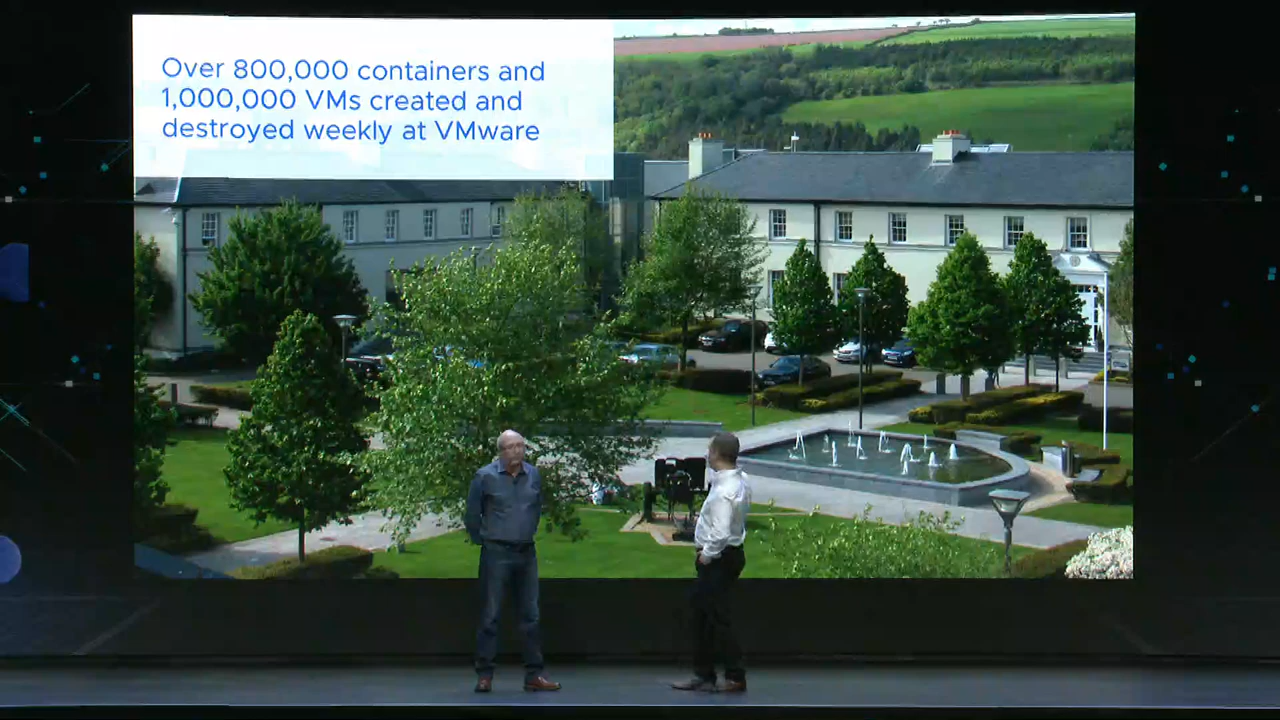 Over 800,000 containers and
1,000,000 VMs created and
destroyed weekly at VMware